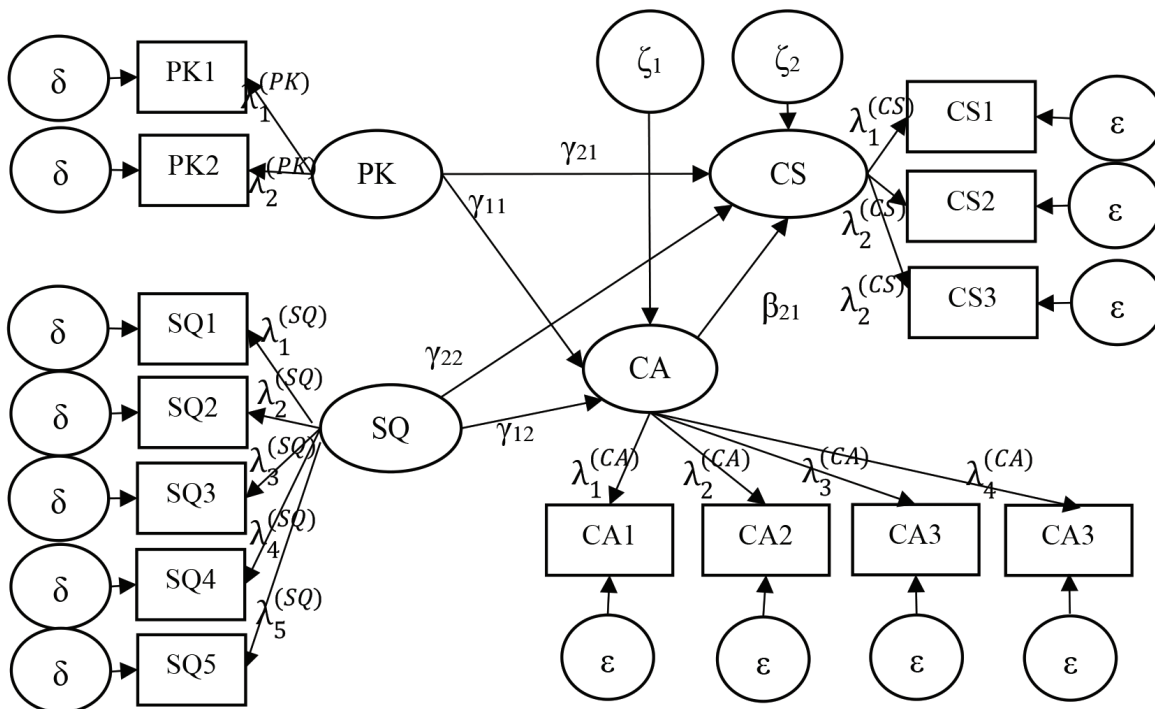 ζ₁
ζ₂
δ
PK1
λ₁^(PK)
δ
PK2
λ₂^(PK)
PK
γ₂₁
γ₁₁
CS
λ₁^(CS)
CS1
ε
λ₂^(CS)
CS2
ε
λ₂^(CS)
CS3
ε
β₂₁
δ
SQ1
λ₁^(SQ)
δ
SQ2
λ₂^(SQ)
δ
SQ3
λ₃^(SQ)
δ
SQ4
λ₄^(SQ)
δ
SQ5
λ₅^(SQ)
SQ
γ₂₂
γ₁₂
CA
λ₁^(CA)
λ₂^(CA)
λ₃^(CA)
λ₄^(CA)
CA1
CA2
CA3
CA3
ε
ε
ε
ε